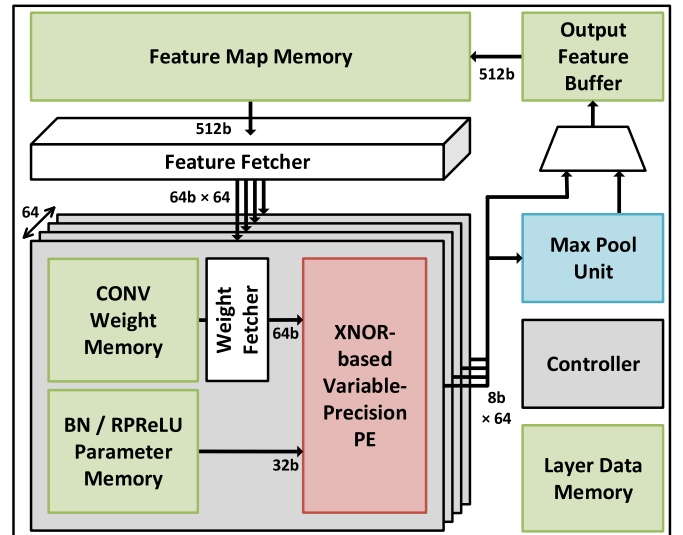 Feature Map Memory
512b
Output
Feature
Buffer
512b
Feature Fetcher
64b × 64
64
CONV
Weight
Memory
Weight
Fetcher
64b
XNOR-
based
Variable-
Precision
PE
BN / RPReLU
Parameter
Memory
32b
8b
× 64
Max Pool
Unit
Controller
Layer Data
Memory